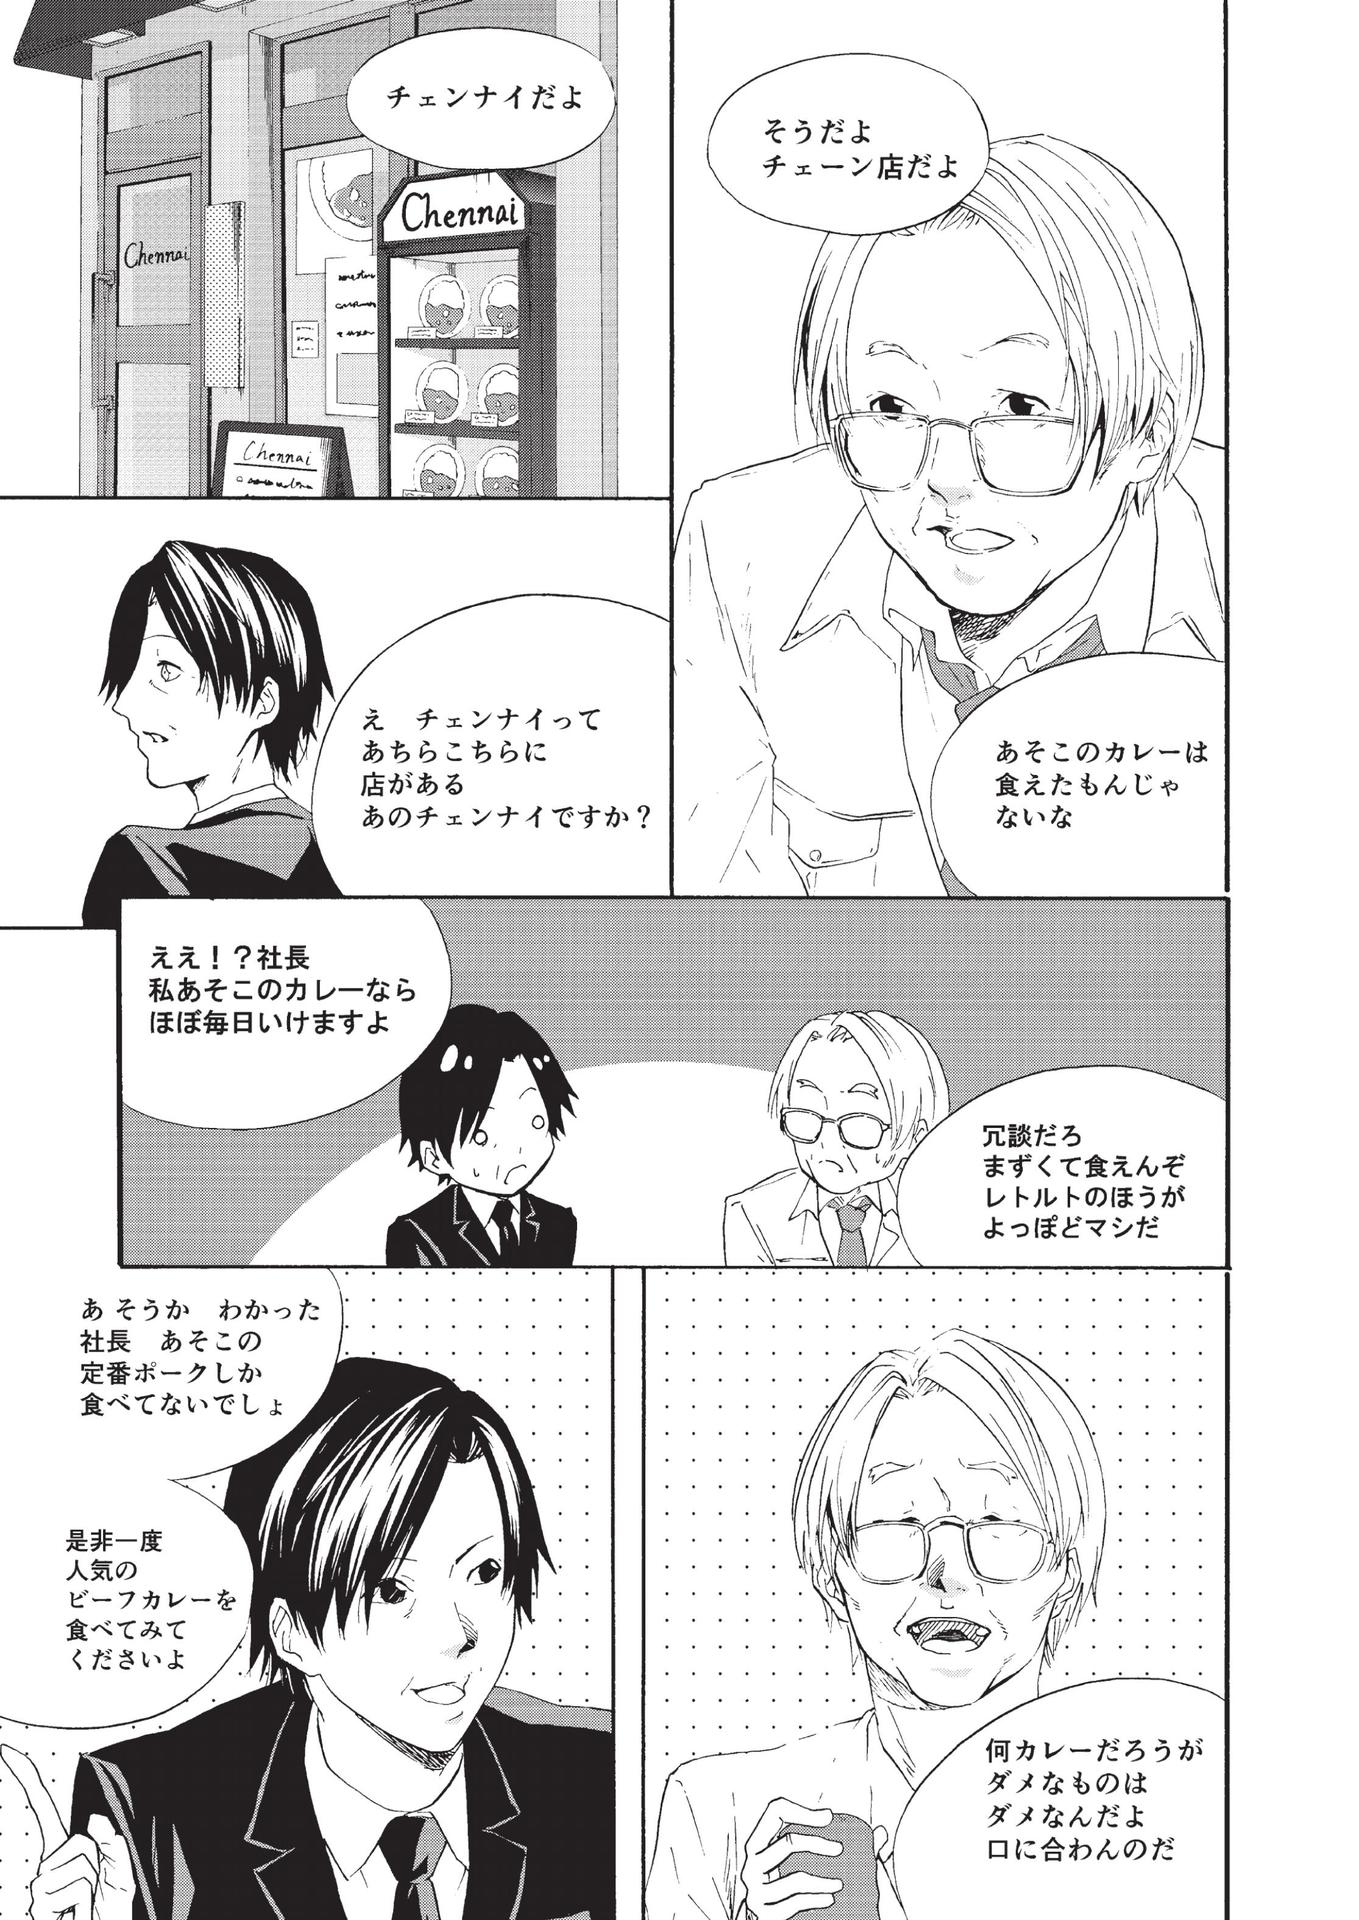 チェンナイだよ
Chennai
Chennai
Chennai
え　チェンナイって
あちらこちらに
店がある
あのチェンナイですか？
そうだよ
チェーン店だよ
あそこのカレーは
食えたもんじゃ
ないな
ええ！？社長
私あそこのカレーなら
ほぼ毎日いけますよ
冗談だろ
まずくて食えんぞ
レトルトのほうが
よっぽどマシだ
あ そうか　わかった
社長　あそこの
定番ポークしか
食べてないでしょ
是非一度
人気の
ビーフカレーを
食べてみて
くださいよ
何カレーだろうが
ダメなものは
ダメなんだよ
口に合わんのだ